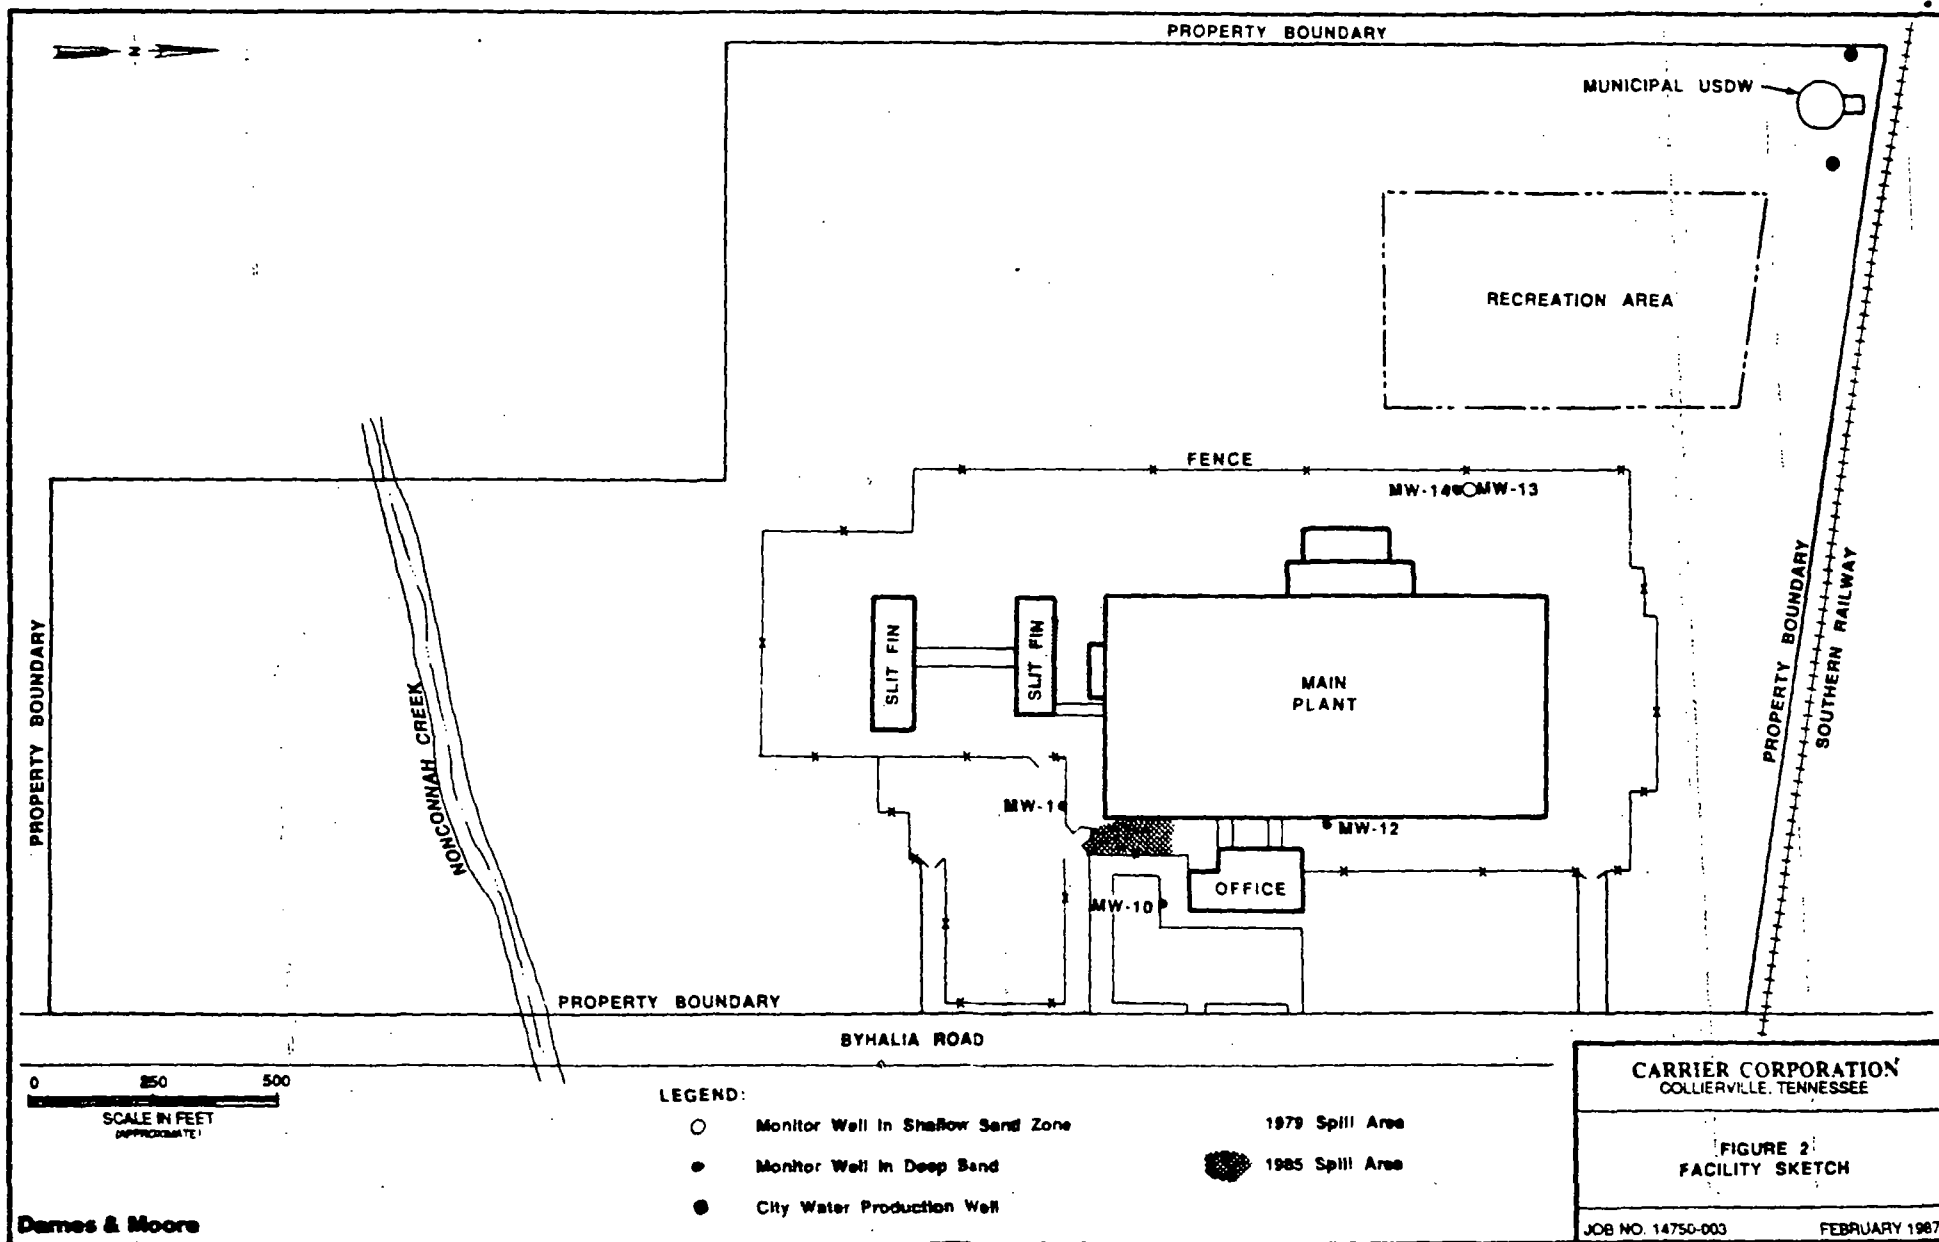 PROPERTY BOUNDARY
N
MUNICIPAL USDW
RECREATION AREA
FENCE
MW-14 MW-13
PROPERTY BOUNDARY
SOUTHERN RAILWAY
PROPERTY BOUNDARY
NONCONNAH CREEK
SLIT FIN
SLIT FIN
MAIN
PLANT
MW-1
MW-12
OFFICE
MW-10
PROPERTY BOUNDARY
BYHALIA ROAD
0 250 500
SCALE IN FEET
(APPROXIMATE)
LEGEND:
Monitor Well In Shallow Sand Zone
Monitor Well In Deep Sand
City Water Production Well
1979 Spill Area
1985 Spill Area
CARRIER CORPORATION
COLLIERVILLE, TENNESSEE
FIGURE 2
FACILITY SKETCH
JOB NO. 14750-003 FEBRUARY 1987
Dames & Moore